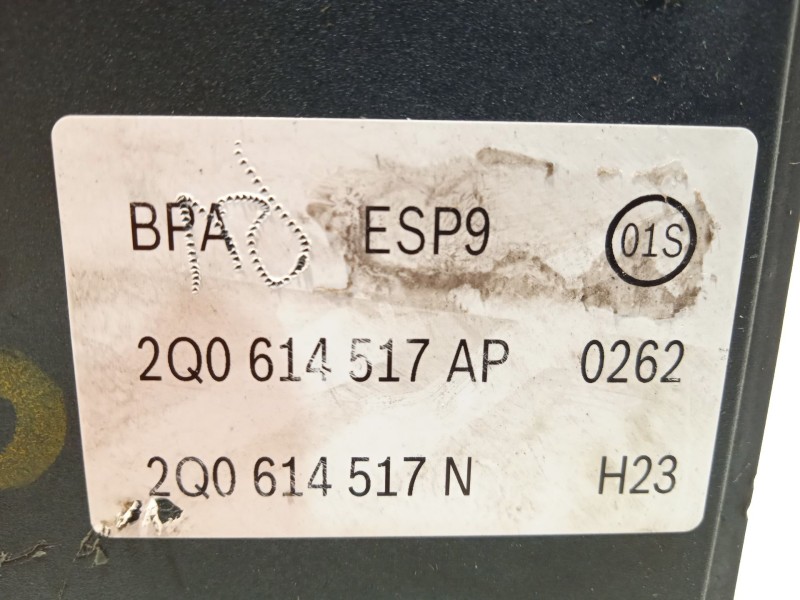 BPA ESP9 01S
2Q0 614 517 AP 0262
2Q0 614 517 N H23